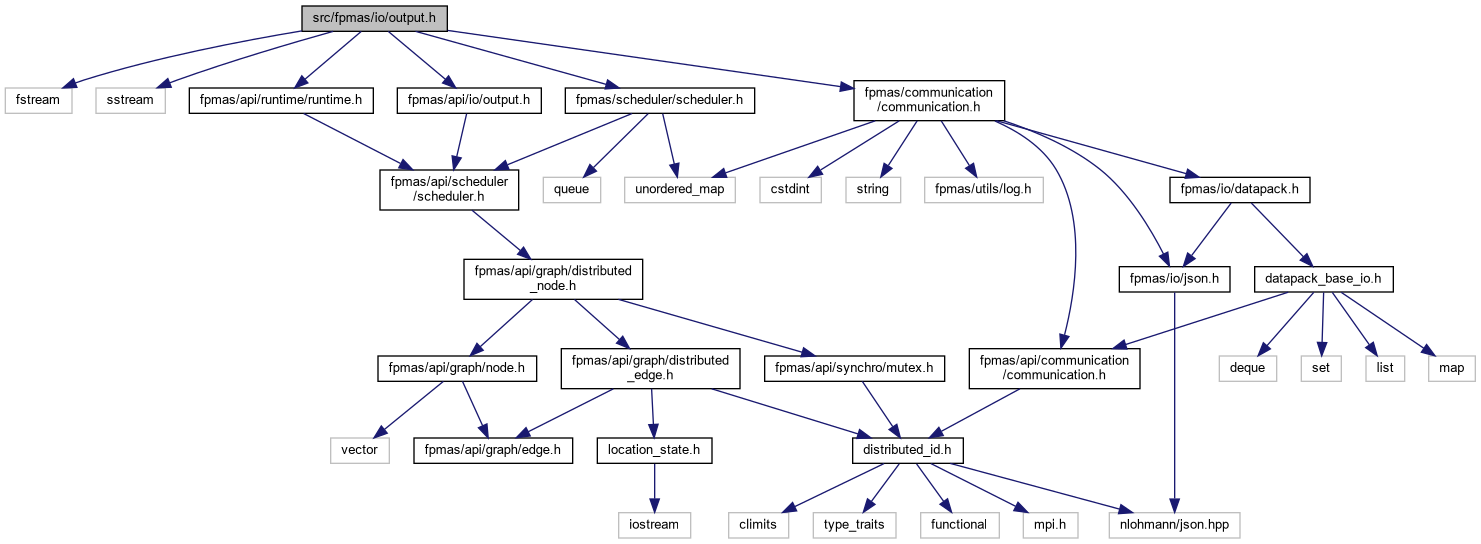 src/fpmas/io/output.h
fstream
sstream
fpmas/api/runtime/runtime.h
fpmas/api/io/output.h
fpmas/scheduler/scheduler.h
fpmas/communication
/communication.h
fpmas/api/scheduler
/scheduler.h
queue
unordered_map
cstdint
string
fpmas/utils/log.h
fpmas/io/datapack.h
fpmas/api/graph/distributed
_node.h
fpmas/io/json.h
datapack_base_io.h
fpmas/api/graph/node.h
fpmas/api/graph/distributed
_edge.h
fpmas/api/synchro/mutex.h
fpmas/api/communication
/communication.h
deque
set
list
map
vector
fpmas/api/graph/edge.h
location_state.h
distributed_id.h
iostream
climits
type_traits
functional
mpi.h
nlohmann/json.hpp